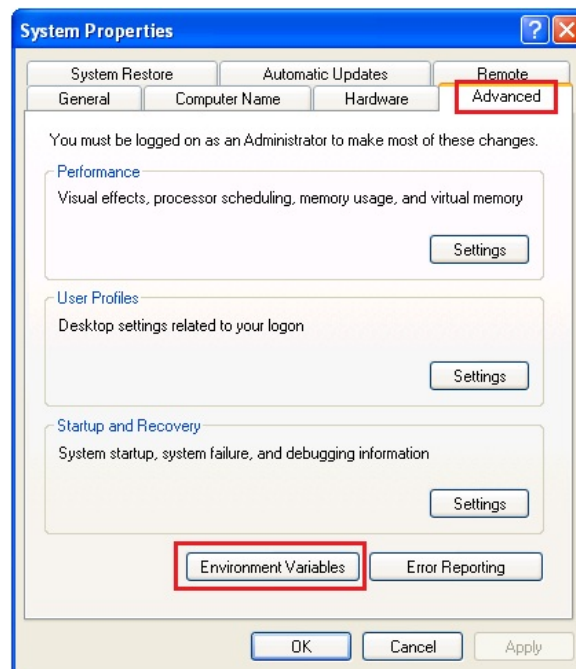 System Properties
?
System Restore Automatic Updates Remote
General Computer Name Hardware Advanced
You must be logged on as an Administrator to make most of these changes.
Performance
Visual effects, processor scheduling, memory usage, and virtual memory
Settings
User Profiles
Desktop settings related to your logon
Settings
Startup and Recovery
System startup, system failure, and debugging information
Settings
Environment Variables Error Reporting
OK Cancel Apply